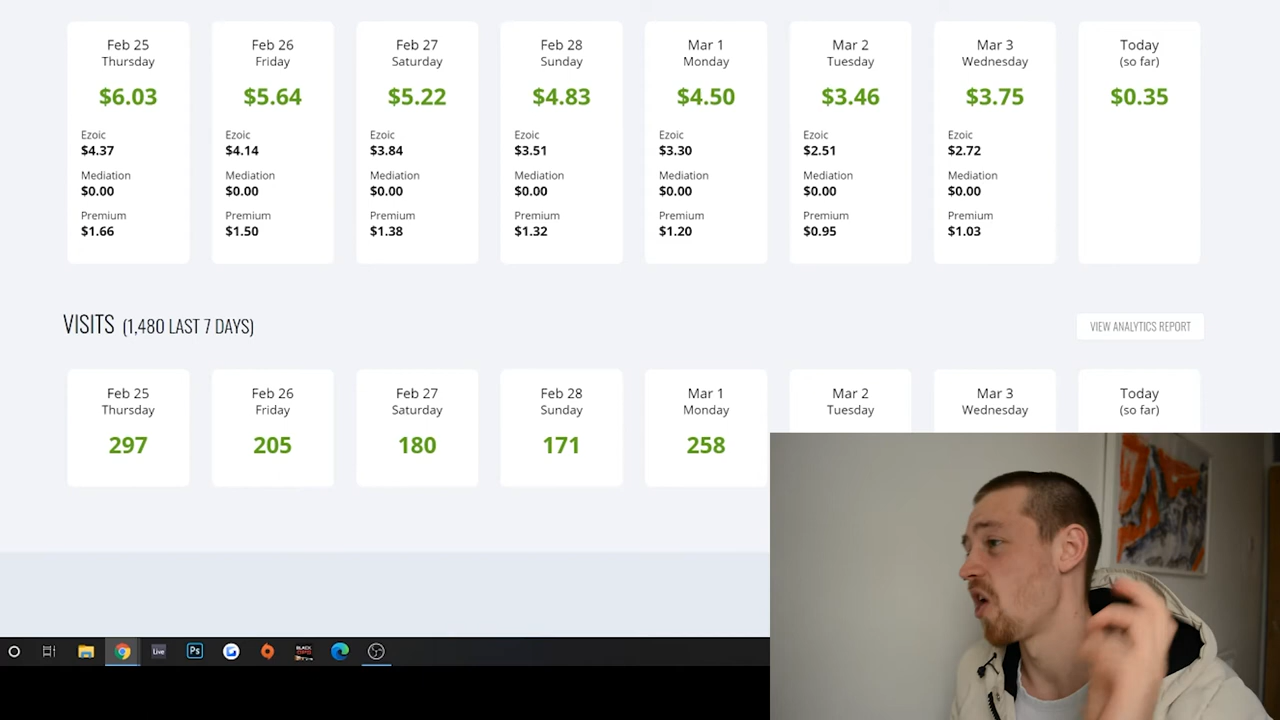 Feb 25
Thursday
$6.03
Ezoic
$4.37
Mediation
$0.00
Premium
$1.66
Feb 26
Friday
$5.64
Ezoic
$4.14
Mediation
$0.00
Premium
$1.50
Feb 27
Saturday
$5.22
Ezoic
$3.84
Mediation
$0.00
Premium
$1.38
Feb 28
Sunday
$4.83
Ezoic
$3.51
Mediation
$0.00
Premium
$1.32
Mar 1
Monday
$4.50
Ezoic
$3.30
Mediation
$0.00
Premium
$1.20
Mar 2
Tuesday
$3.46
Ezoic
$2.51
Mediation
$0.00
Premium
$0.95
Mar 3
Wednesday
$3.75
Ezoic
$2.72
Mediation
$0.00
Premium
$1.03
Today
(so far)
$0.35
VISITS (1,480 LAST 7 DAYS)
VIEW ANALYTICS REPORT
Feb 25
Thursday
297
Feb 26
Friday
205
Feb 27
Saturday
180
Feb 28
Sunday
171
Mar 1
Monday
258
Mar 2
Tuesday
Mar 3
Wednesday
Today
(so far)
Live
Ps